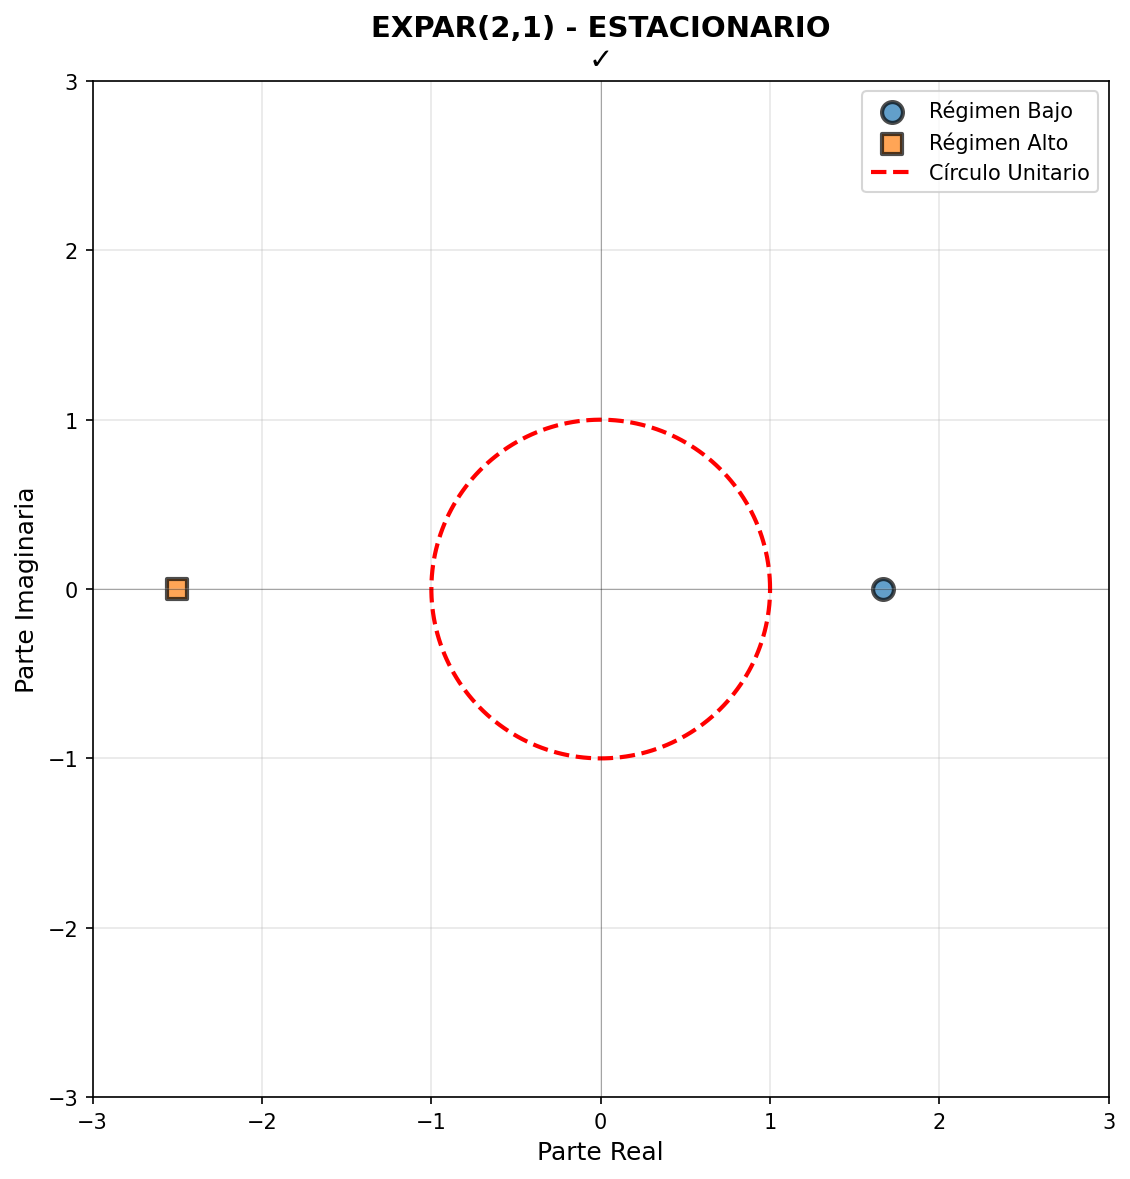 EXPAR(2,1) - ESTACIONARIO
✓
Régimen Bajo
Régimen Alto
Círculo Unitario
3
2
1
0
−1
−2
−3
Parte Imaginaria
−3
−2
−1
0
1
2
3
Parte Real